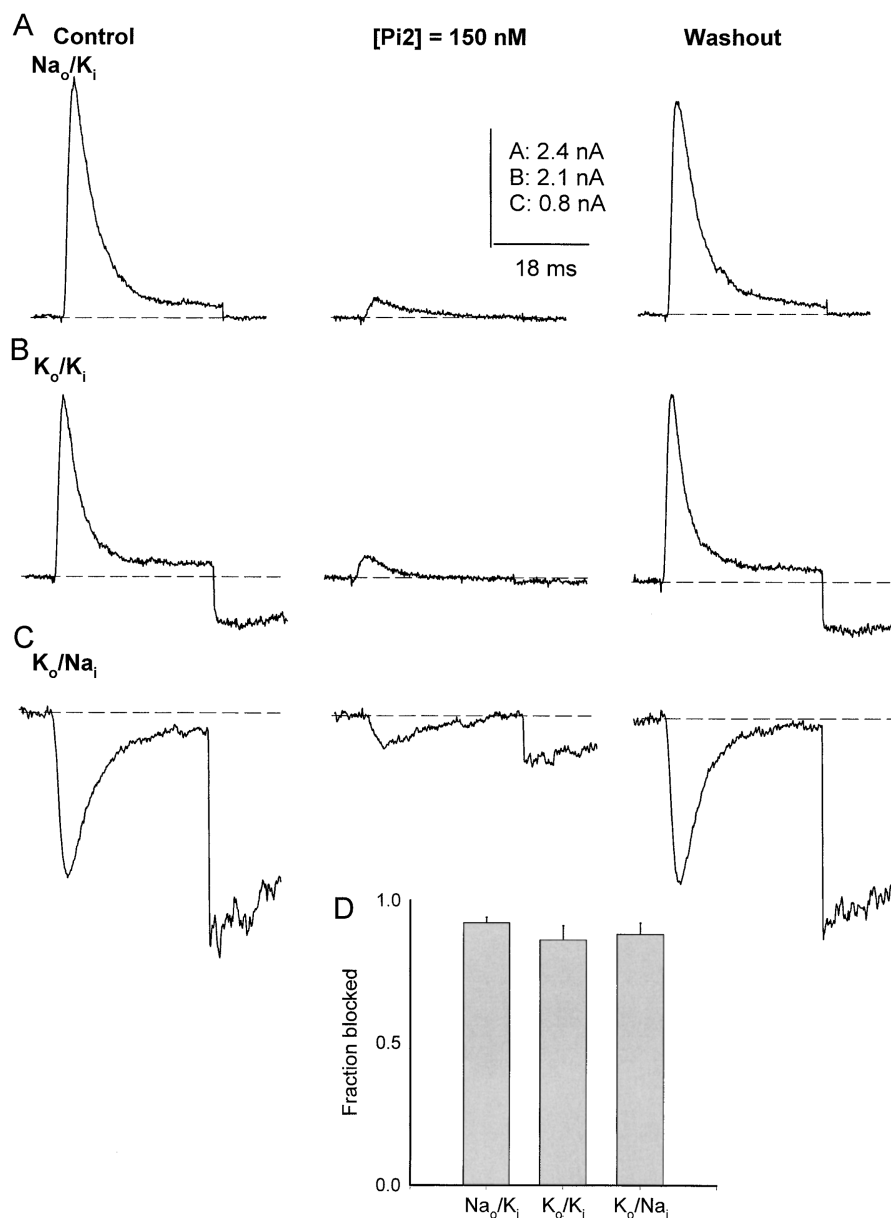 A
Control
[Pi2] = 150 nM
Washout
Na_o/K_i
A: 2.4 nA
B: 2.1 nA
C: 0.8 nA
18 ms
B
K_o/K_i
C
K_o/Na_i
D
1.0
0.5
0.0
Fraction blocked
Na_o/K_i
K_o/K_i
K_o/Na_i